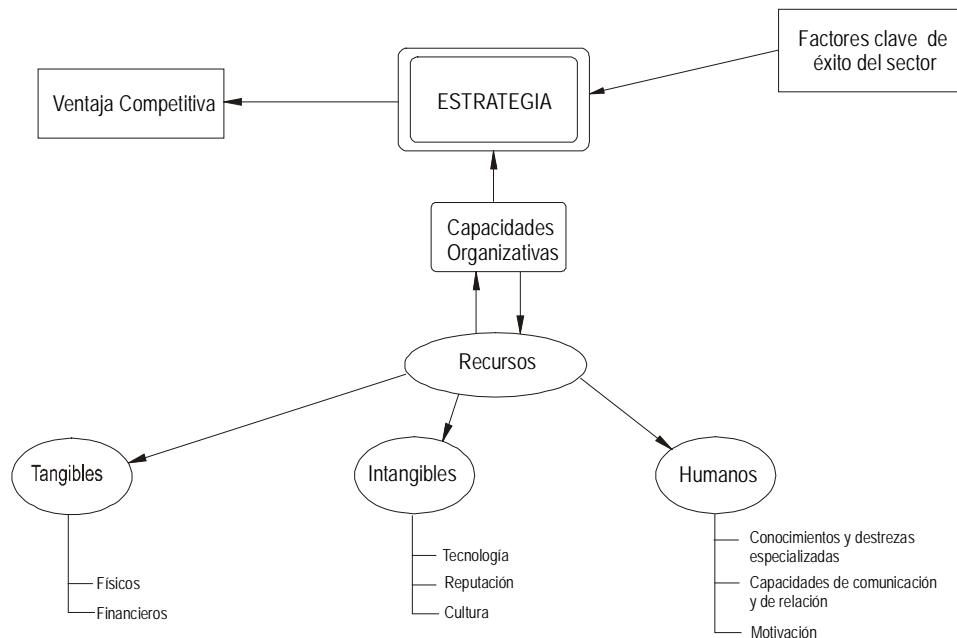 Factores clave de
éxito del sector
Ventaja Competitiva
ESTRATEGIA
Capacidades
Organizativas
Recursos
Tangibles
Intangibles
Humanos
Físicos
Financieros
Tecnología
Reputación
Cultura
Conocimientos y destrezas
especializadas
Capacidades de comunicación
y de relación
Motivación